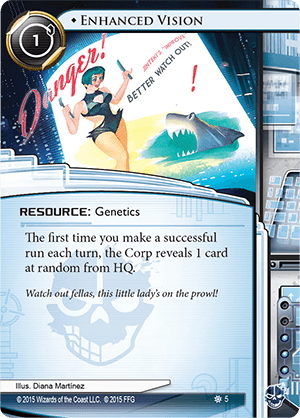 • Enhanced Vision
1
Danger!
JINTEKI'S "IMPROVED"
BETTER WATCH OUT!
!
Resource: Genetics
The first time you make a successful
run each turn, the Corp reveals 1 card
at random from HQ.
Watch out fellas, this little lady's on the prowl!
Illus. Diana Martinez
© 2015 Wizards of the Coast LLC. © 2015 FFG
5